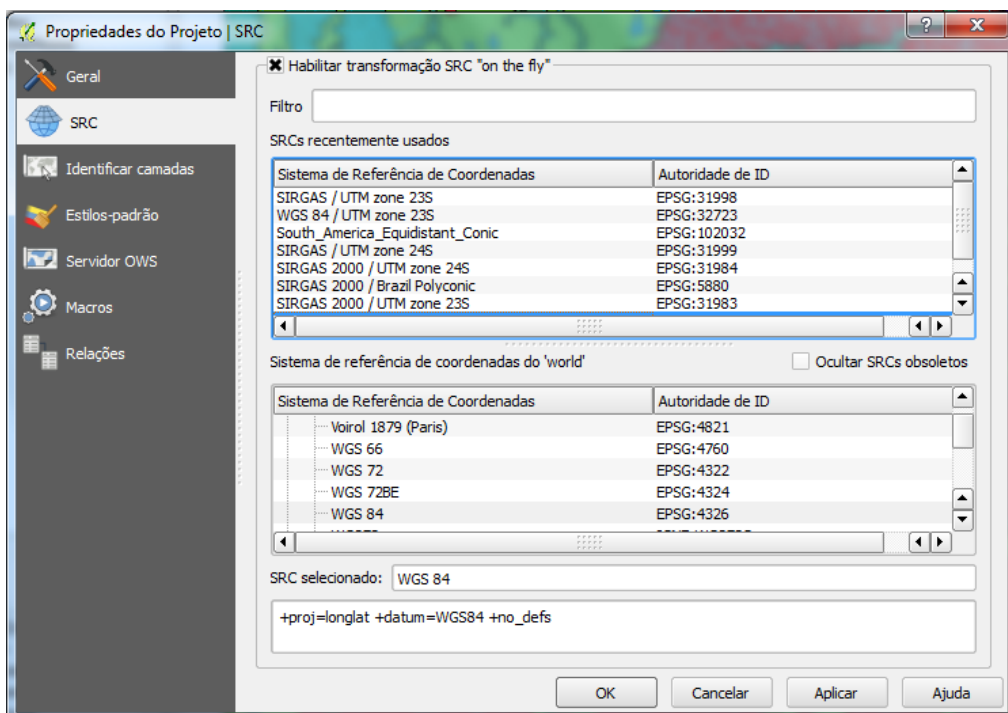 Propriedades do Projeto | SRC
Geral
SRC
Identificar camadas
Estilos-padrão
Servidor OWS
Macros
Relações
Habilitar transformação SRC "on the fly"
Filtro
SRCs recentemente usados
Sistema de Referência de Coordenadas Autoridade de ID
SIRGAS / UTM zone 23S EPSG:31998
WGS 84 / UTM zone 23S EPSG:32723
South_America_Equidistant_Conic EPSG:102032
SIRGAS / UTM zone 24S EPSG:31999
SIRGAS 2000 / UTM zone 24S EPSG:31984
SIRGAS 2000 / Brazil Polyconic EPSG:5880
SIRGAS 2000 / UTM zone 23S EPSG:31983
Sistema de referência de coordenadas do 'world' Ocultar SRCs obsoletos
Sistema de Referência de Coordenadas Autoridade de ID
Voirol 1879 (Paris) EPSG:4821
WGS 66 EPSG:4760
WGS 72 EPSG:4322
WGS 72BE EPSG:4324
WGS 84 EPSG:4326
SRC selecionado: WGS 84
+proj=longlat +datum=WGS84 +no_defs
OK Cancelar Aplicar Ajuda